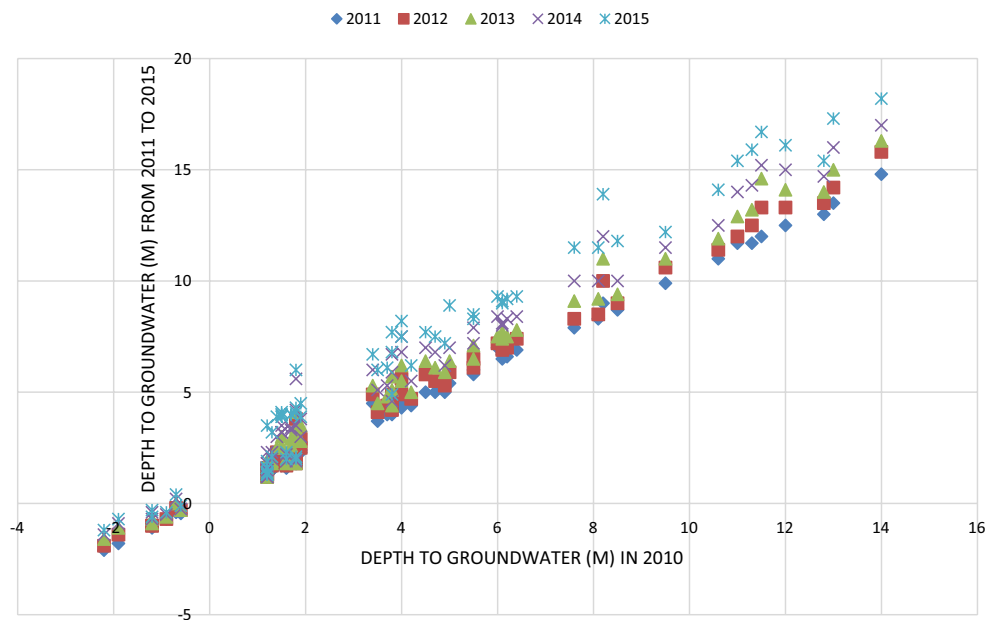 2011 2012 2013 2014 2015
20
15
10
5
0
-5
-4 -2 0 2 4 6 8 10 12 14 16
DEPTH TO GROUNDWATER (M) FROM 2011 TO 2015
DEPTH TO GROUNDWATER (M) IN 2010